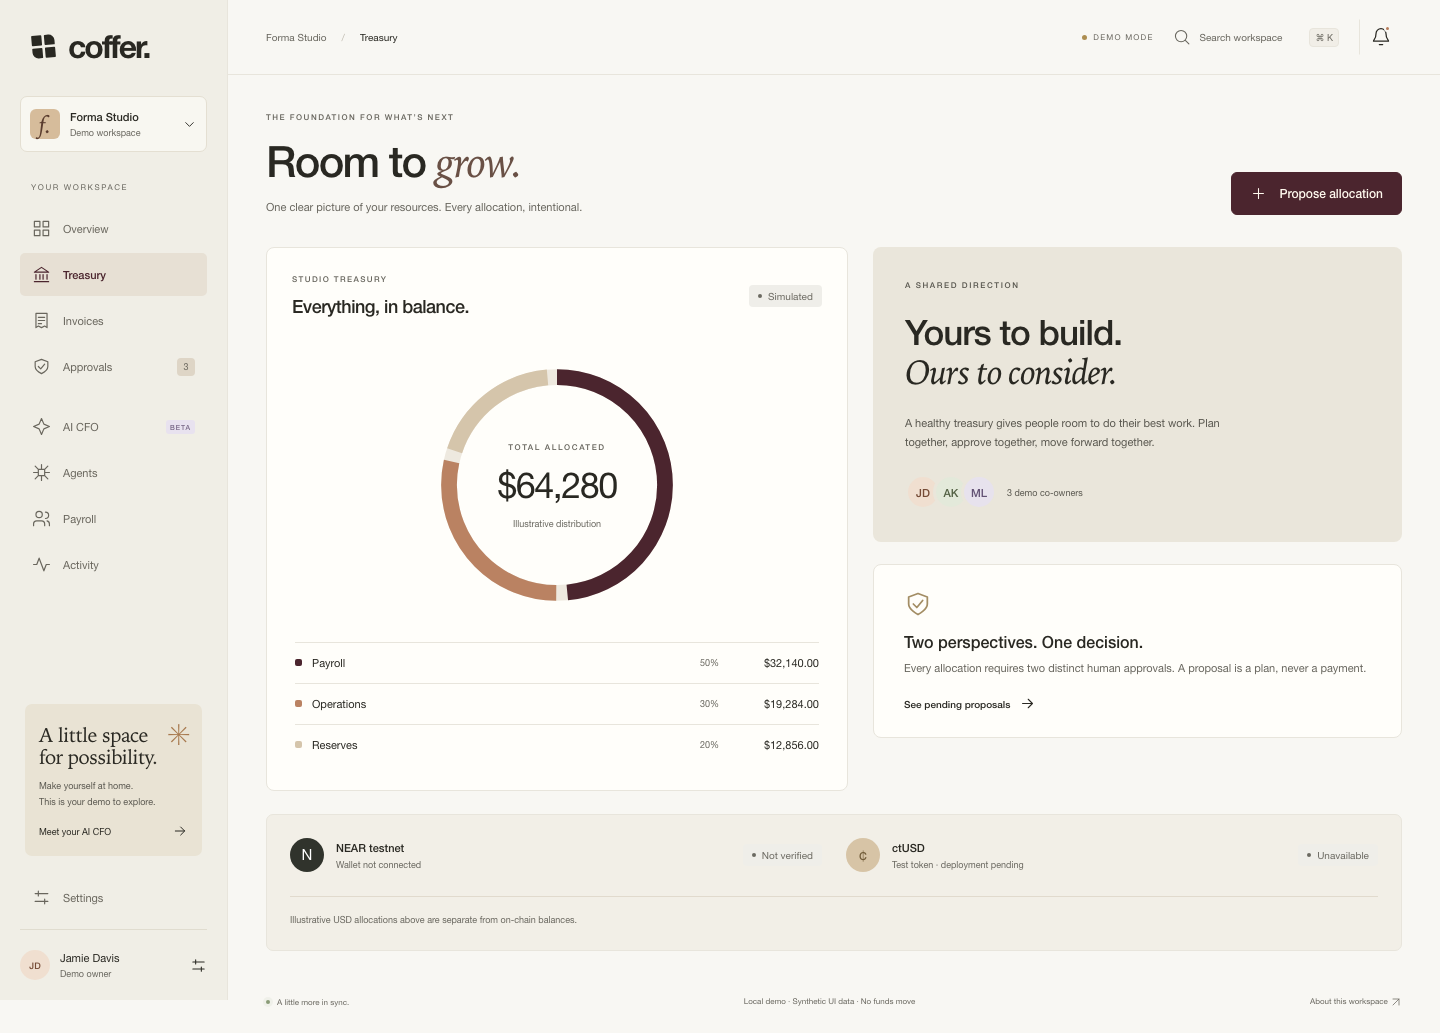 coffer.
f.
Forma Studio
Demo workspace
YOUR WORKSPACE
Overview
Treasury
Invoices
Approvals 3
AI CFO BETA
Agents
Payroll
Activity
A little space
for possibility.
Make yourself at home.
This is your demo to explore.
Meet your AI CFO
Settings
JD
Jamie Davis
Demo owner
Forma Studio / Treasury
DEMO MODE
Search workspace
⌘ K
THE FOUNDATION FOR WHAT'S NEXT
Room to grow.
One clear picture of your resources. Every allocation, intentional.
Propose allocation
STUDIO TREASURY
Everything, in balance.
Simulated
TOTAL ALLOCATED
$64,280
Illustrative distribution
Payroll 50% $32,140.00
Operations 30% $19,284.00
Reserves 20% $12,856.00
A SHARED DIRECTION
Yours to build.
Ours to consider.
A healthy treasury gives people room to do their best work. Plan
together, approve together, move forward together.
JD AK ML 3 demo co-owners
Two perspectives. One decision.
Every allocation requires two distinct human approvals. A proposal is a plan, never a payment.
See pending proposals
N
NEAR testnet
Wallet not connected
Not verified
¢
ctUSD
Test token · deployment pending
Unavailable
Illustrative USD allocations above are separate from on-chain balances.
A little more in sync.
Local demo · Synthetic UI data · No funds move
About this workspace